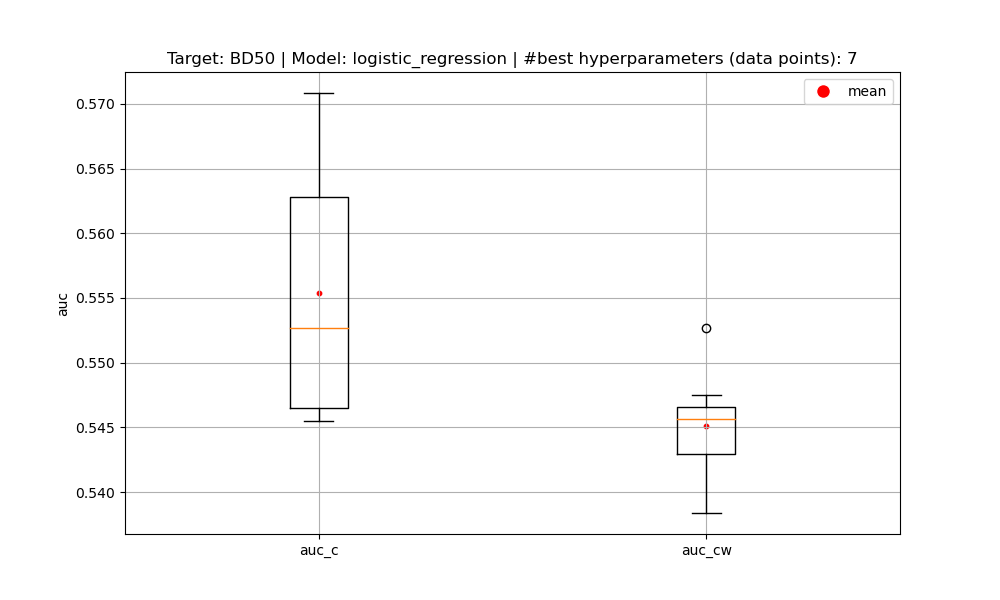 Target: BD50 | Model: logistic_regression | #best hyperparameters (data points): 7
mean
0.570
0.565
0.560
0.555
0.550
0.545
0.540
auc
auc_c
auc_cw